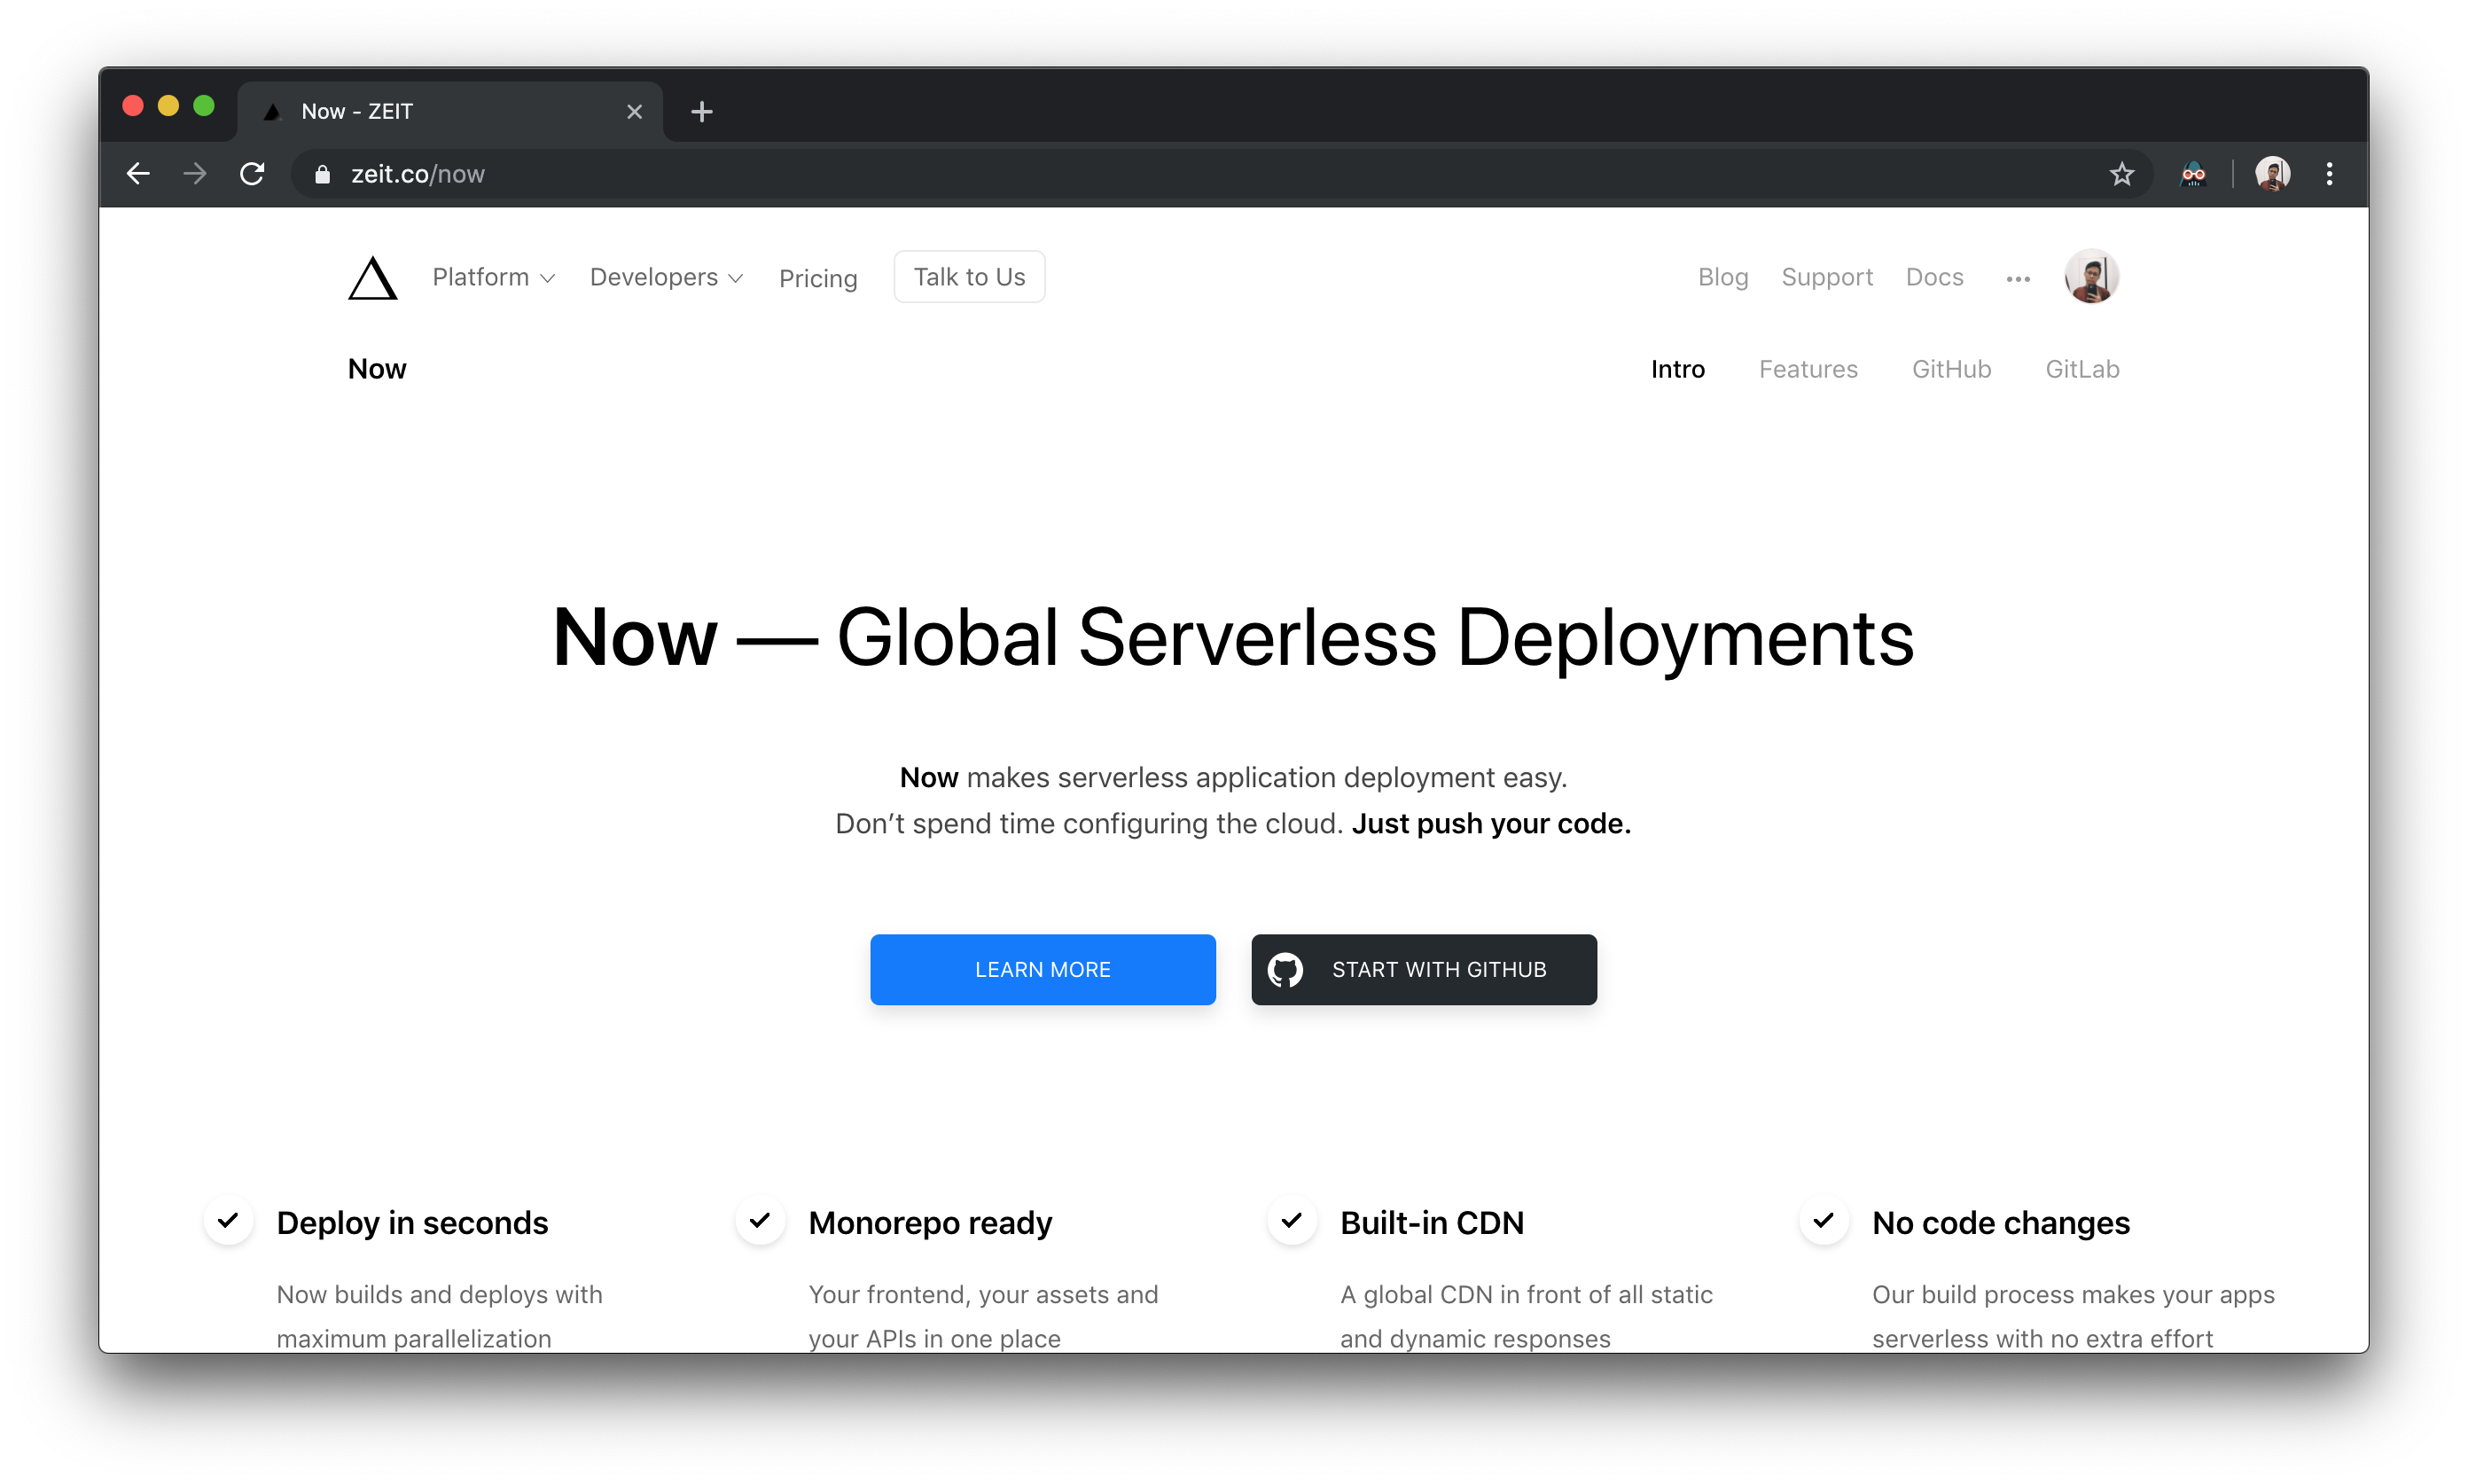 Now - ZEIT
zeit.co/now
Platform Developers Pricing Talk to Us Blog Support Docs
Now Intro Features GitHub GitLab
Now — Global Serverless Deployments
Now makes serverless application deployment easy.
Don’t spend time configuring the cloud. Just push your code.
LEARN MORE START WITH GITHUB
Deploy in seconds
Now builds and deploys with
maximum parallelization
Monorepo ready
Your frontend, your assets and
your APIs in one place
Built-in CDN
A global CDN in front of all static
and dynamic responses
No code changes
Our build process makes your apps
serverless with no extra effort